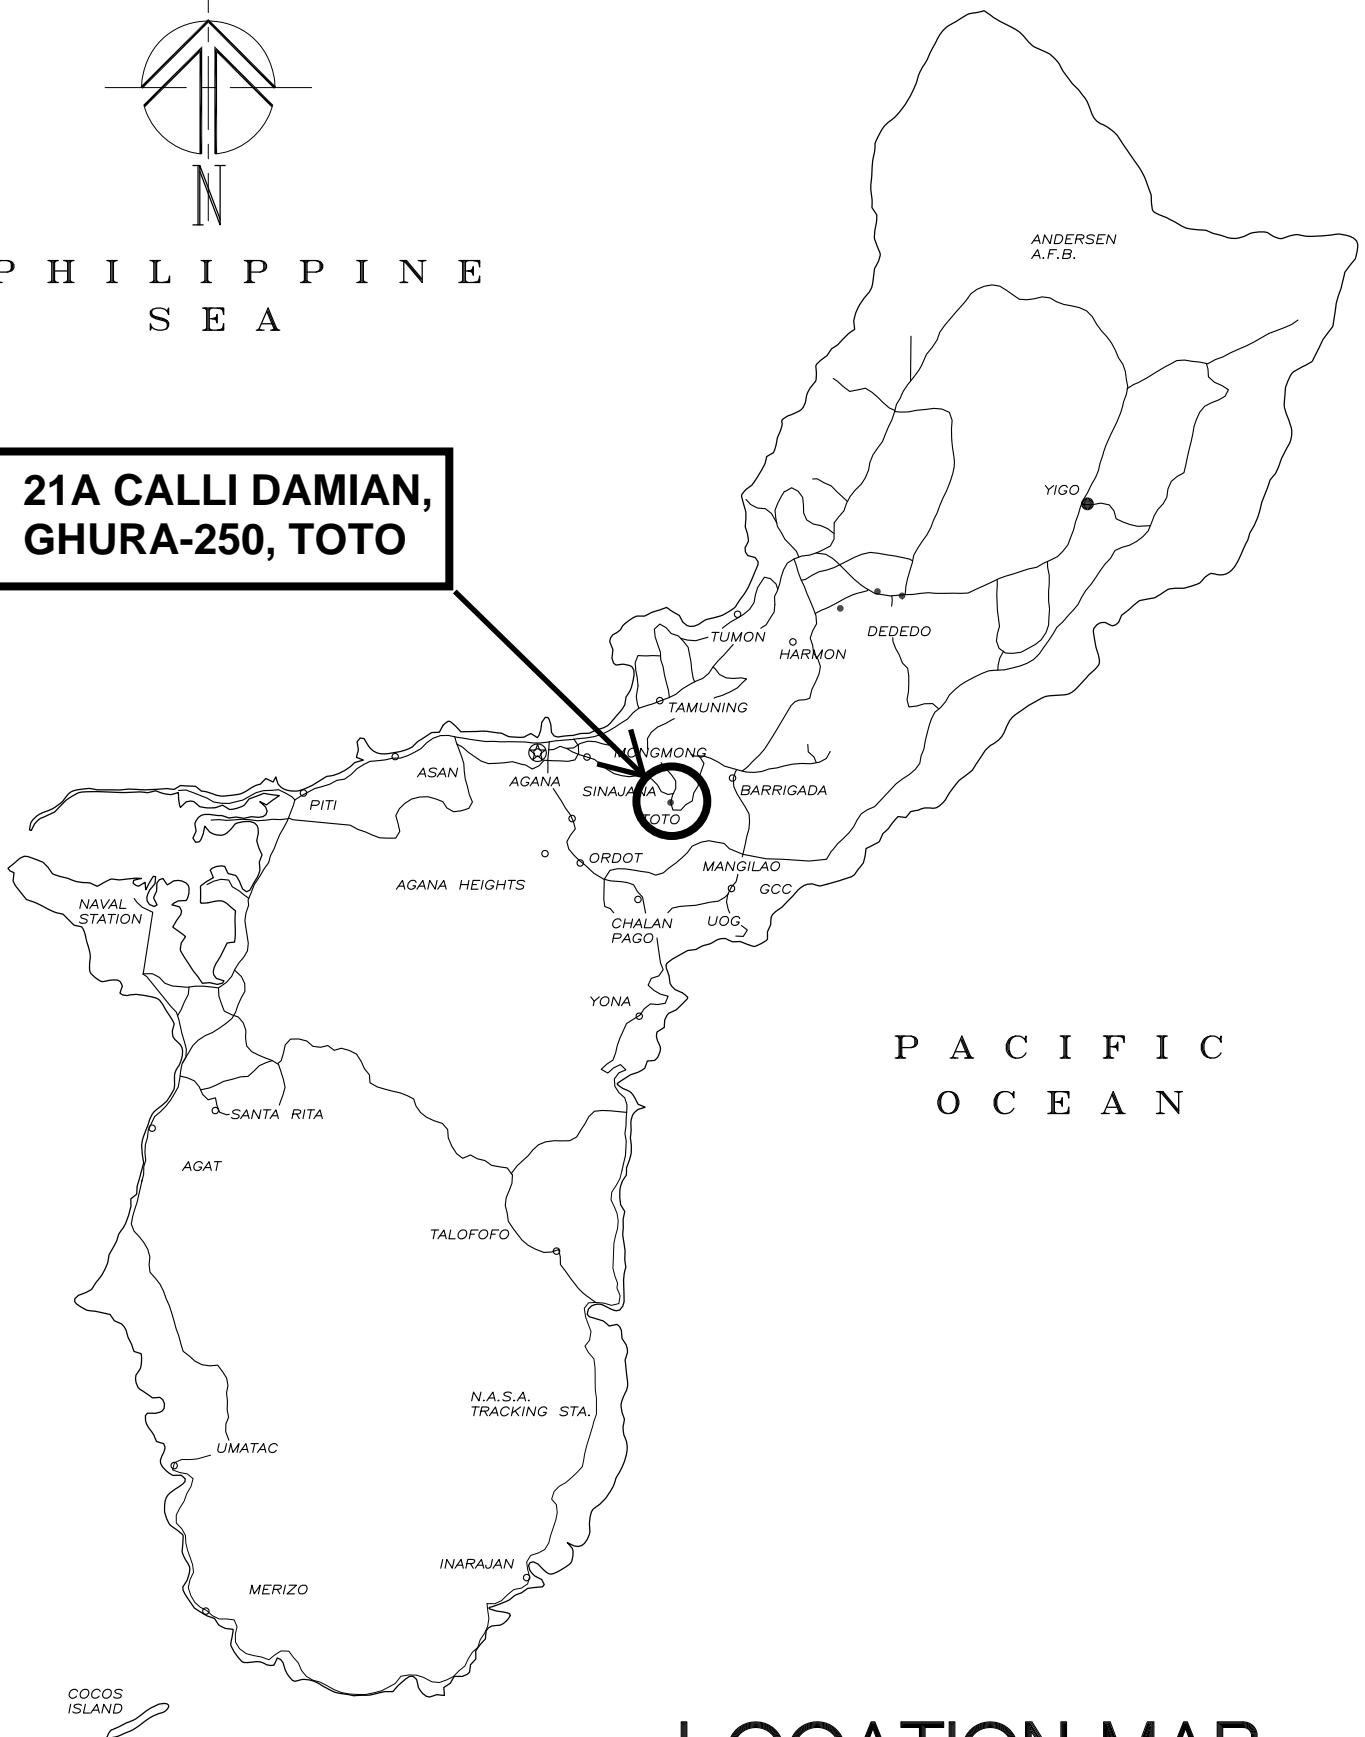 N
PHILIPPINE
SEA
ANDERSEN
A.F.B.
21A CALLI DAMIAN,
GHURA-250, TOTO
YIGO
DEDEDO
TUMON
HARMON
TAMUNING
MONGMONG
ASAN
AGANA
SINAJANA
BARRIGADA
PITI
TOTO
ORDOT
MANGILAO
AGANA HEIGHTS
GCC
NAVAL
STATION
CHALAN
PAGO
UOG
YONA
PACIFIC
OCEAN
SANTA RITA
AGAT
TALOFOFO
N.A.S.A.
TRACKING STA.
UMATAC
INARAJAN
MERIZO
COCOS
ISLAND
LOCATION MAP